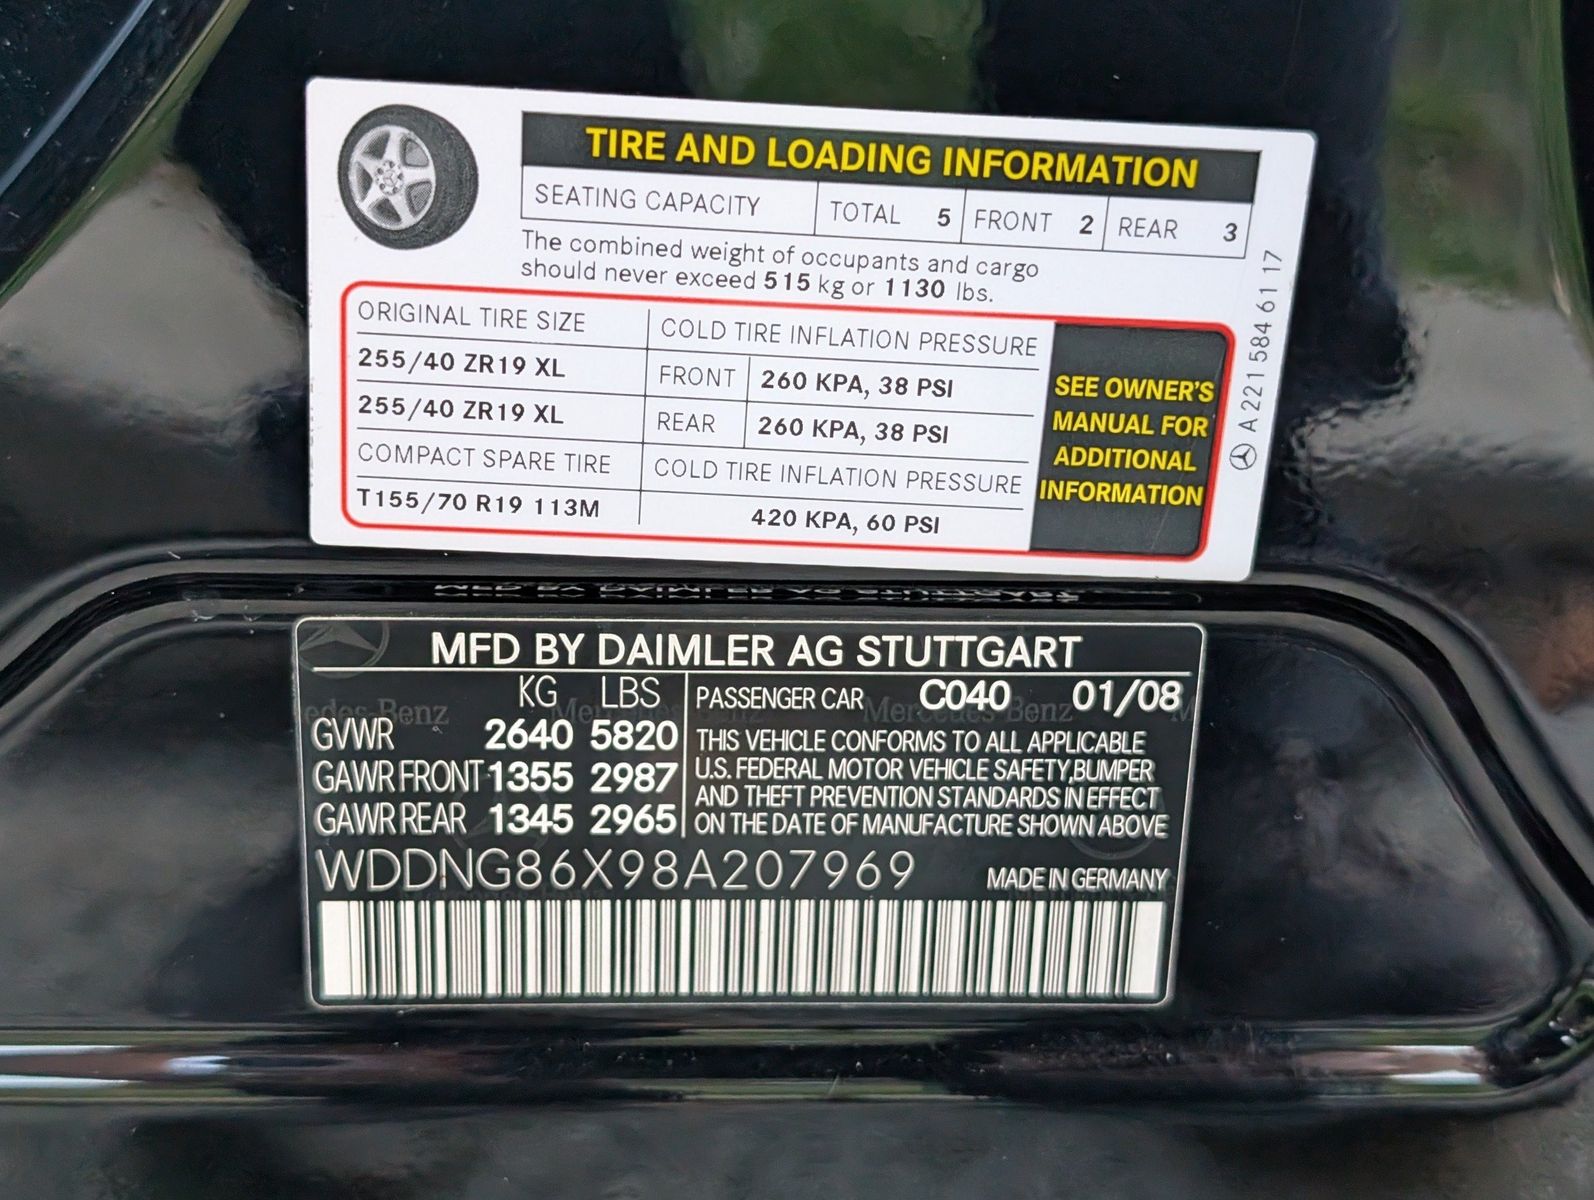 TIRE AND LOADING INFORMATION
SEATING CAPACITY TOTAL 5 FRONT 2 REAR 3
The combined weight of occupants and cargo
should never exceed 515 kg or 1130 lbs.
ORIGINAL TIRE SIZE COLD TIRE INFLATION PRESSURE
255/40 ZR19 XL FRONT 260 KPA, 38 PSI
255/40 ZR19 XL REAR 260 KPA, 38 PSI
COMPACT SPARE TIRE COLD TIRE INFLATION PRESSURE
T155/70 R19 113M 420 KPA, 60 PSI
SEE OWNER'S
MANUAL FOR
ADDITIONAL
INFORMATION
A 221 584 61 17
MFD BY DAIMLER AG STUTTGART
KG LBS
GVWR 2640 5820
GAWR FRONT 1355 2987
GAWR REAR 1345 2965
PASSENGER CAR C040 01/08
Mercedes-Benz
THIS VEHICLE CONFORMS TO ALL APPLICABLE
U.S. FEDERAL MOTOR VEHICLE SAFETY,BUMPER
AND THEFT PREVENTION STANDARDS IN EFFECT
ON THE DATE OF MANUFACTURE SHOWN ABOVE
WDDNG86X98A207969 MADE IN GERMANY